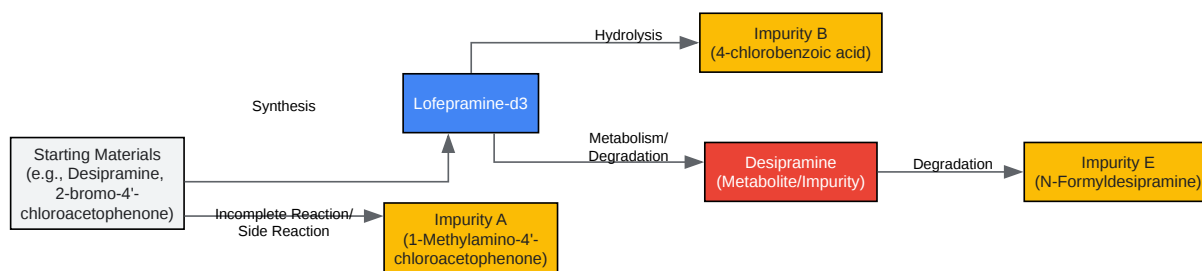 Hydrolysis
Impurity B
(4-chlorobenzoic acid)
Lofepramine-d3
Synthesis
Metabolism/
Degradation
Starting Materials
(e.g., Desipramine,
2-bromo-4'-
chloroacetophenone)
Desipramine
(Metabolite/Impurity)
Degradation
Impurity E
(N-Formyldesipramine)
Incomplete Reaction/
Side Reaction
Impurity A
(1-Methylamino-4'-
chloroacetophenone)